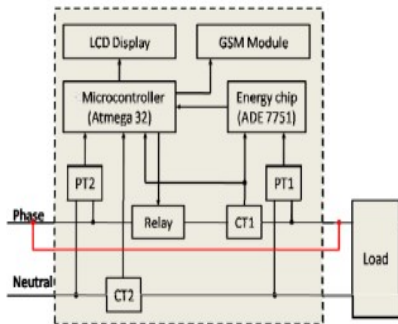 LCD Display
GSM Module
Microcontroller
(Atmega 32)
Energy chip
(ADE 7751)
PT2
PT1
Phase
Relay
CT1
Load
Neutral
CT2